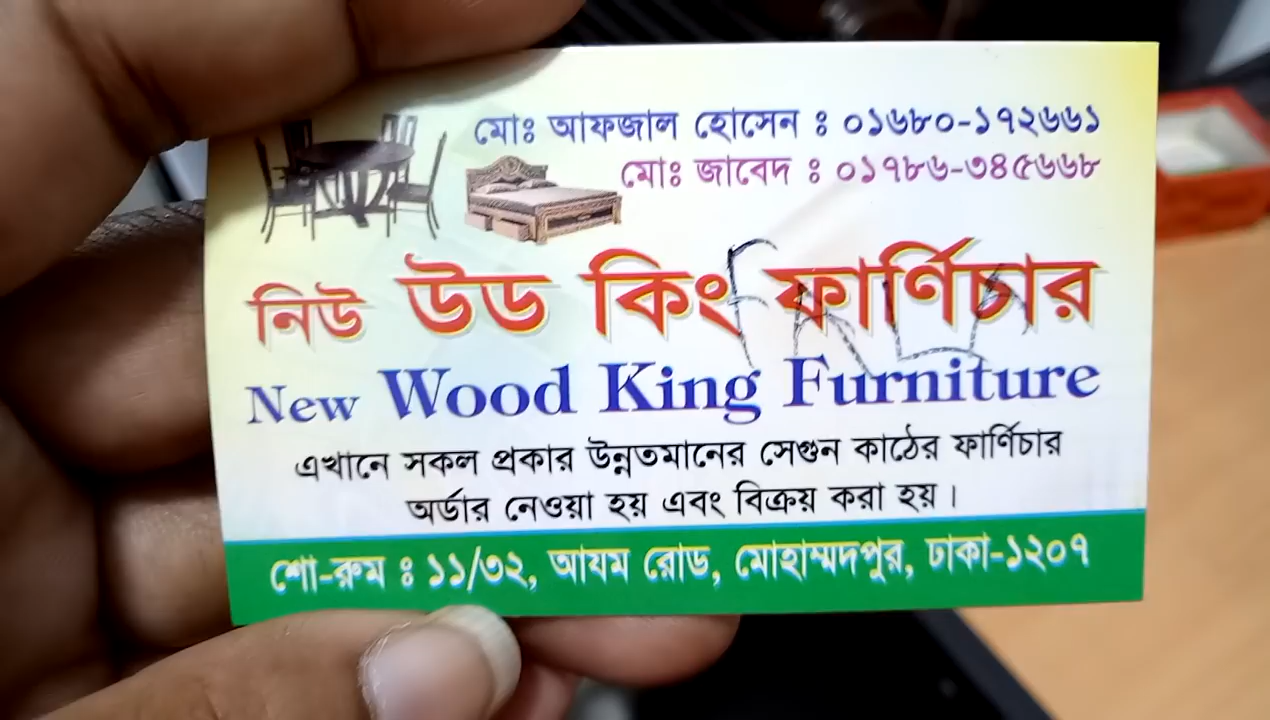 মোঃ আফজাল হোসেন : ০১৬৮০-১৭২৬৬১
মোঃ জাবেদ : ০১৭৮৬-৩৪৫৬৬৮
নিউ উড কিং ফার্ণিচার
New Wood King Furniture
এখানে সকল প্রকার উন্নতমানের সেগুন কাঠের ফার্ণিচার
অর্ডার নেওয়া হয় এবং বিক্রয় করা হয়।
শো-রুম : ১১/৩২, আযম রোড, মোহাম্মদপুর, ঢাকা-১২০৭